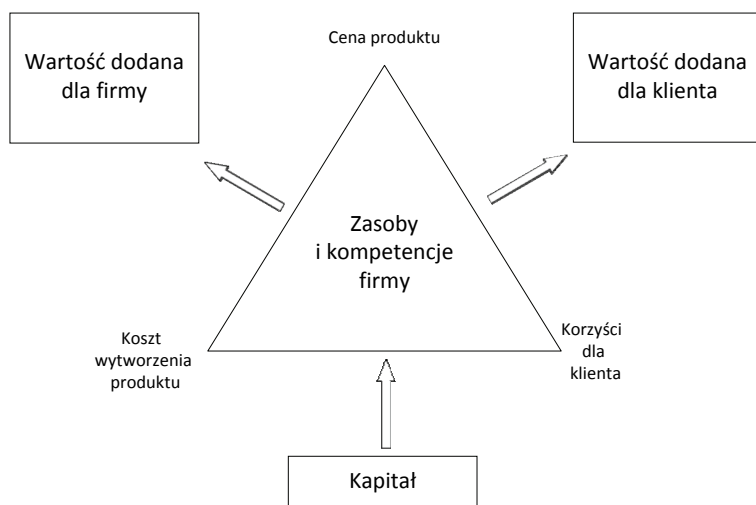 Cena produktu
Wartość dodana
dla firmy
Wartość dodana
dla klienta
Zasoby
i kompetencje
firmy
Koszt
wytworzenia
produktu
Korzyści
dla
klienta
Kapitał